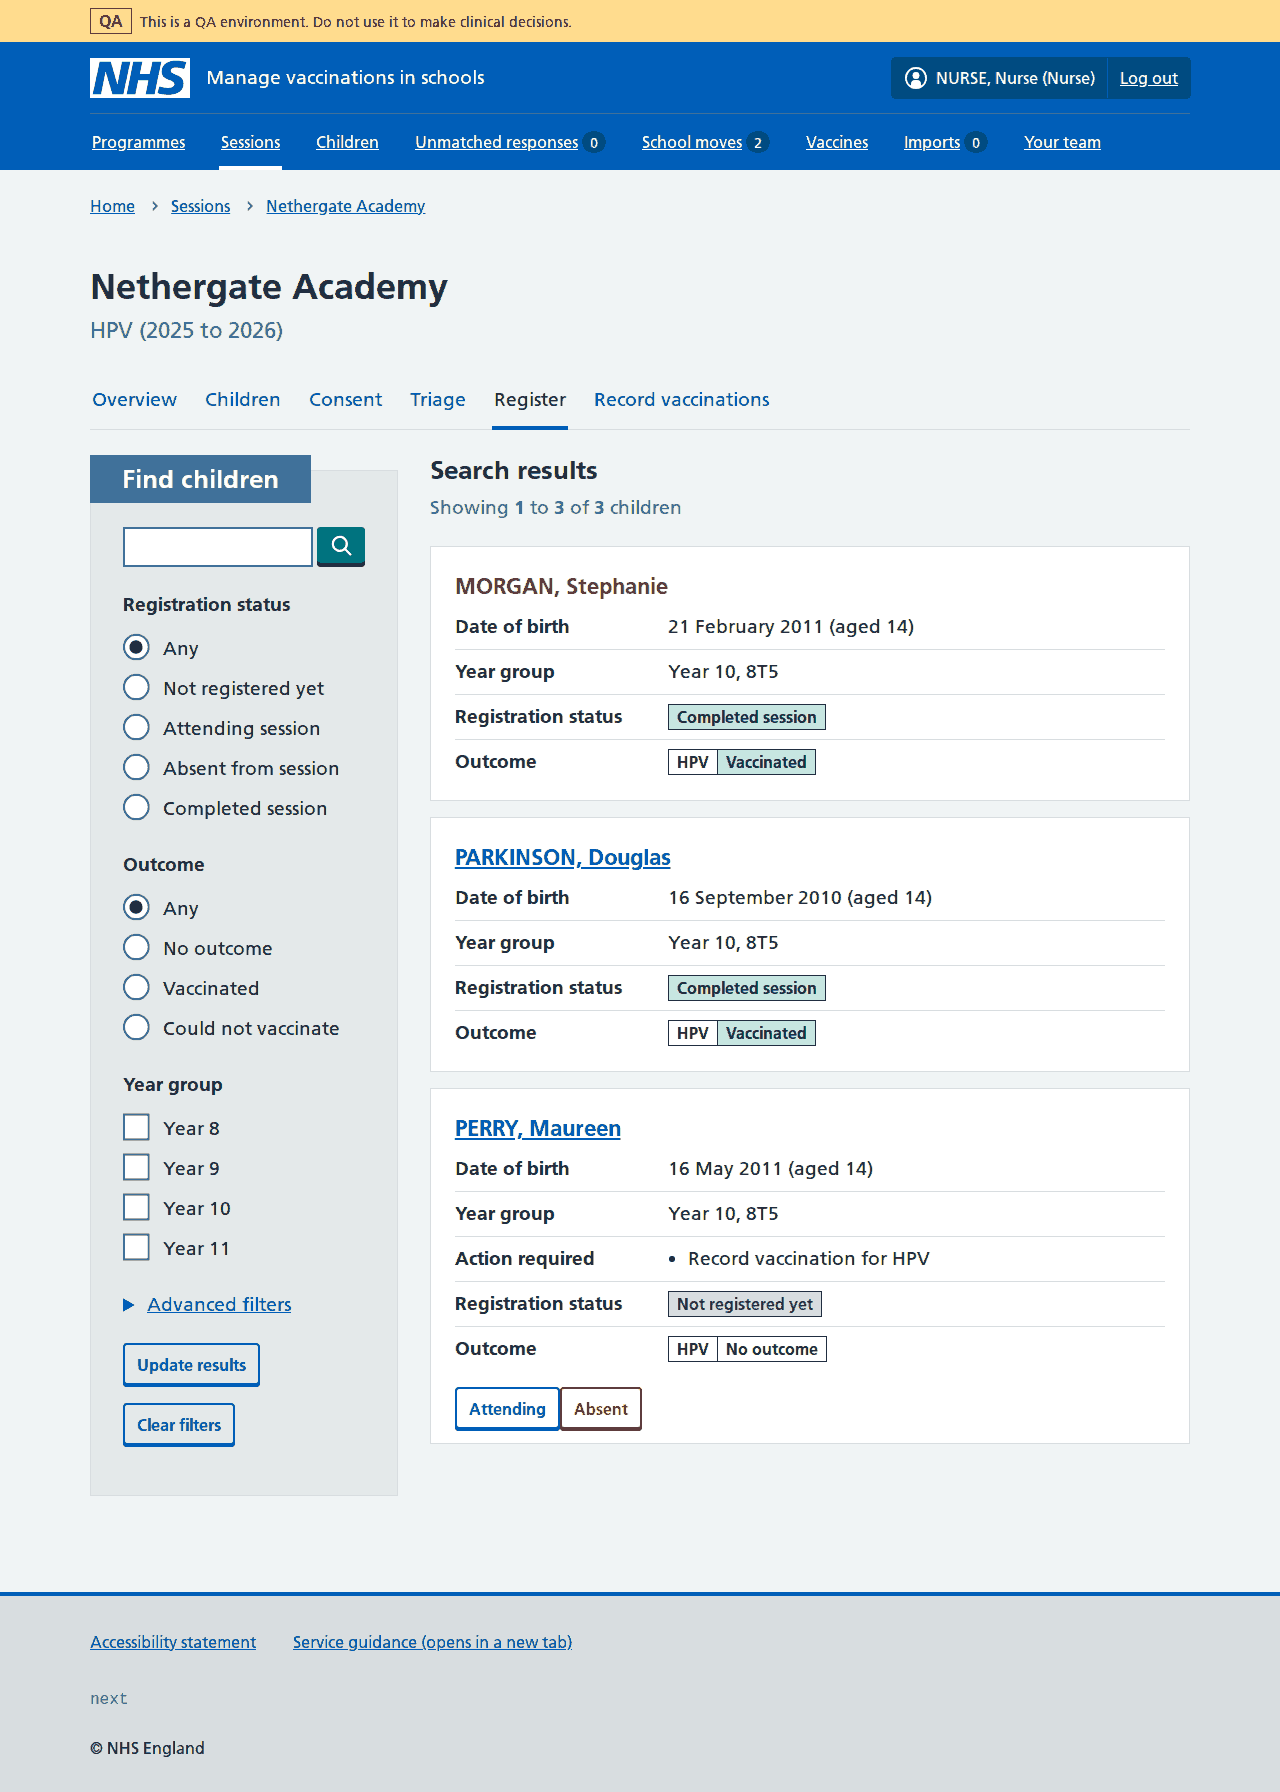 QA This is a QA environment. Do not use it to make clinical decisions.
NHS Manage vaccinations in schools NURSE, Nurse (Nurse) Log out
Programmes Sessions Children Unmatched responses 0 School moves 2 Vaccines Imports 0 Your team
Home Sessions Nethergate Academy
Nethergate Academy
HPV (2025 to 2026)
Overview Children Consent Triage Register Record vaccinations
Find children
Registration status
Any
Not registered yet
Attending session
Absent from session
Completed session
Outcome
Any
No outcome
Vaccinated
Could not vaccinate
Year group
Year 8
Year 9
Year 10
Year 11
Advanced filters
Update results
Clear filters
Search results
Showing 1 to 3 of 3 children
MORGAN, Stephanie
Date of birth 21 February 2011 (aged 14)
Year group Year 10, 8T5
Registration status Completed session
Outcome HPV Vaccinated
PARKINSON, Douglas
Date of birth 16 September 2010 (aged 14)
Year group Year 10, 8T5
Registration status Completed session
Outcome HPV Vaccinated
PERRY, Maureen
Date of birth 16 May 2011 (aged 14)
Year group Year 10, 8T5
Action required • Record vaccination for HPV
Registration status Not registered yet
Outcome HPV No outcome
Attending Absent
Accessibility statement Service guidance (opens in a new tab)
next
© NHS England